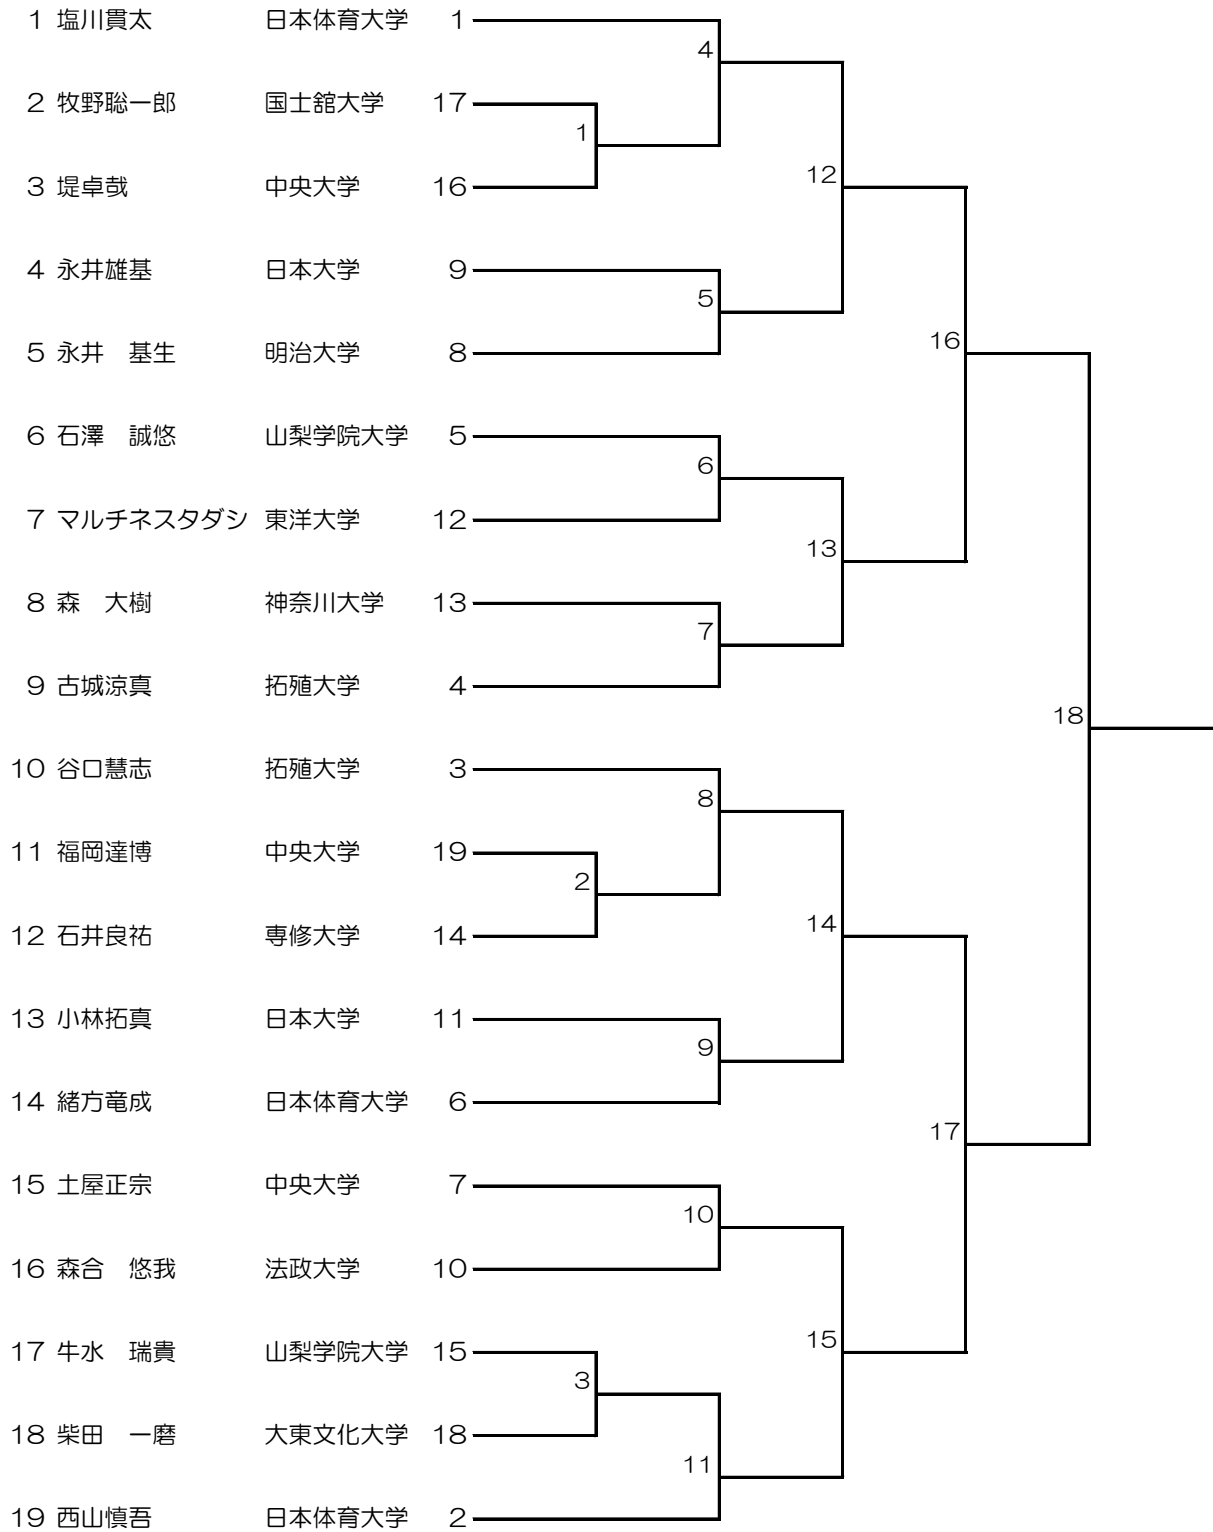 1 塩川貫太 日本体育大学 1
4
2 牧野聡一郎 国士舘大学 17
1
3 堤卓哉 中央大学 16
12
4 永井雄基 日本大学 9
5
5 永井　基生 明治大学 8
16
6 石澤　誠悠 山梨学院大学 5
6
7 マルチネスタダシ 東洋大学 12
13
8 森　大樹 神奈川大学 13
7
9 古城涼真 拓殖大学 4
18
10 谷口慧志 拓殖大学 3
8
11 福岡達博 中央大学 19
2
12 石井良祐 専修大学 14
14
13 小林拓真 日本大学 11
9
14 緒方竜成 日本体育大学 6
17
15 土屋正宗 中央大学 7
10
16 森合　悠我 法政大学 10
15
17 牛水　瑞貴 山梨学院大学 15
3
18 柴田　一磨 大東文化大学 18
11
19 西山慎吾 日本体育大学 2